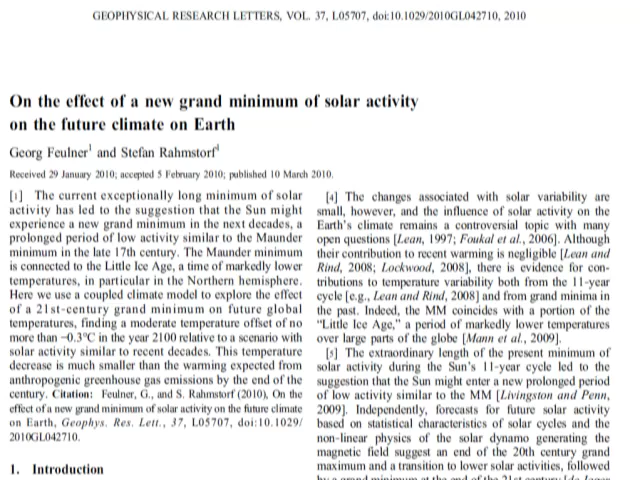 GEOPHYSICAL RESEARCH LETTERS, VOL. 37, L05707, doi:10.1029/2010GL042710, 2010
On the effect of a new grand minimum of solar activity
on the future climate on Earth
Georg Feulner1 and Stefan Rahmstorf1
Received 29 January 2010; accepted 5 February 2010; published 10 March 2010.
[1] The current exceptionally long minimum of solar
activity has led to the suggestion that the Sun might
experience a new grand minimum in the next decades, a
prolonged period of low activity similar to the Maunder
minimum in the late 17th century. The Maunder minimum
is connected to the Little Ice Age, a time of markedly lower
temperatures, in particular in the Northern hemisphere.
Here we use a coupled climate model to explore the effect
of a 21st-century grand minimum on future global
temperatures, finding a moderate temperature offset of no
more than −0.3°C in the year 2100 relative to a scenario with
solar activity similar to recent decades. This temperature
decrease is much smaller than the warming expected from
anthropogenic greenhouse gas emissions by the end of the
century. Citation: Feulner, G., and S. Rahmstorf (2010), On the
effect of a new grand minimum of solar activity on the future climate
on Earth, Geophys. Res. Lett., 37, L05707, doi:10.1029/
2010GL042710.
1. Introduction
[4] The changes associated with solar variability are
small, however, and the influence of solar activity on the
Earth's climate remains a controversial topic with many
open questions [Lean, 1997; Foukal et al., 2006]. Although
their contribution to recent warming is negligible [Lean and
Rind, 2008; Lockwood, 2008], there is evidence for con-
tributions to temperature variability both from the 11-year
cycle [e.g., Lean and Rind, 2008] and from grand minima in
the past. Indeed, the MM coincides with a portion of the
"Little Ice Age," a period of markedly lower temperatures
over large parts of the globe [Mann et al., 2009].
[5] The extraordinary length of the present minimum of
solar activity during the Sun's 11-year cycle led to the
suggestion that the Sun might enter a new prolonged period
of low activity similar to the MM [Livingston and Penn,
2009]. Independently, forecasts for future solar activity
based on statistical characteristics of solar cycles and the
non-linear physics of the solar dynamo generating the
magnetic field suggest an end of the 20th century grand
maximum and a transition to lower solar activities, followed